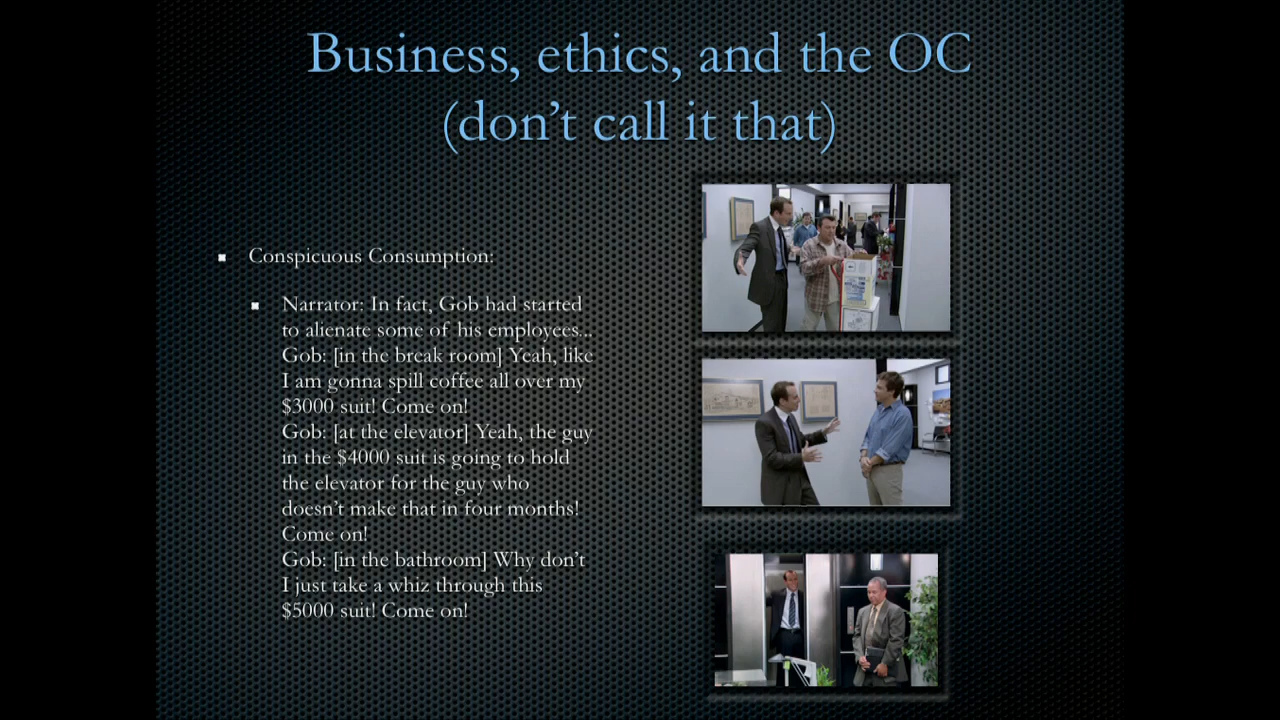 Business, ethics, and the OC
(don't call it that)
Conspicuous Consumption:
Narrator: In fact, Gob had started
to alienate some of his employees...
Gob: [in the break room] Yeah, like
I am gonna spill coffee all over my
$3000 suit! Come on!
Gob: [at the elevator] Yeah, the guy
in the $4000 suit is going to hold
the elevator for the guy who
doesn't make that in four months!
Come on!
Gob: [in the bathroom] Why don't
I just take a whiz through this
$5000 suit! Come on!